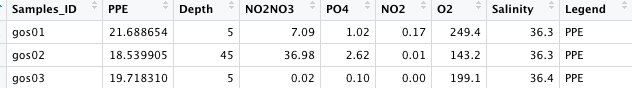 Samples_ID PPE Depth NO2NO3 PO4 NO2 O2 Salinity Legend
gos01 21.688654 5 7.09 1.02 0.17 249.4 36.3 PPE
gos02 18.539905 45 36.98 2.62 0.01 143.2 36.3 PPE
gos03 19.718310 5 0.02 0.10 0.00 199.1 36.4 PPE